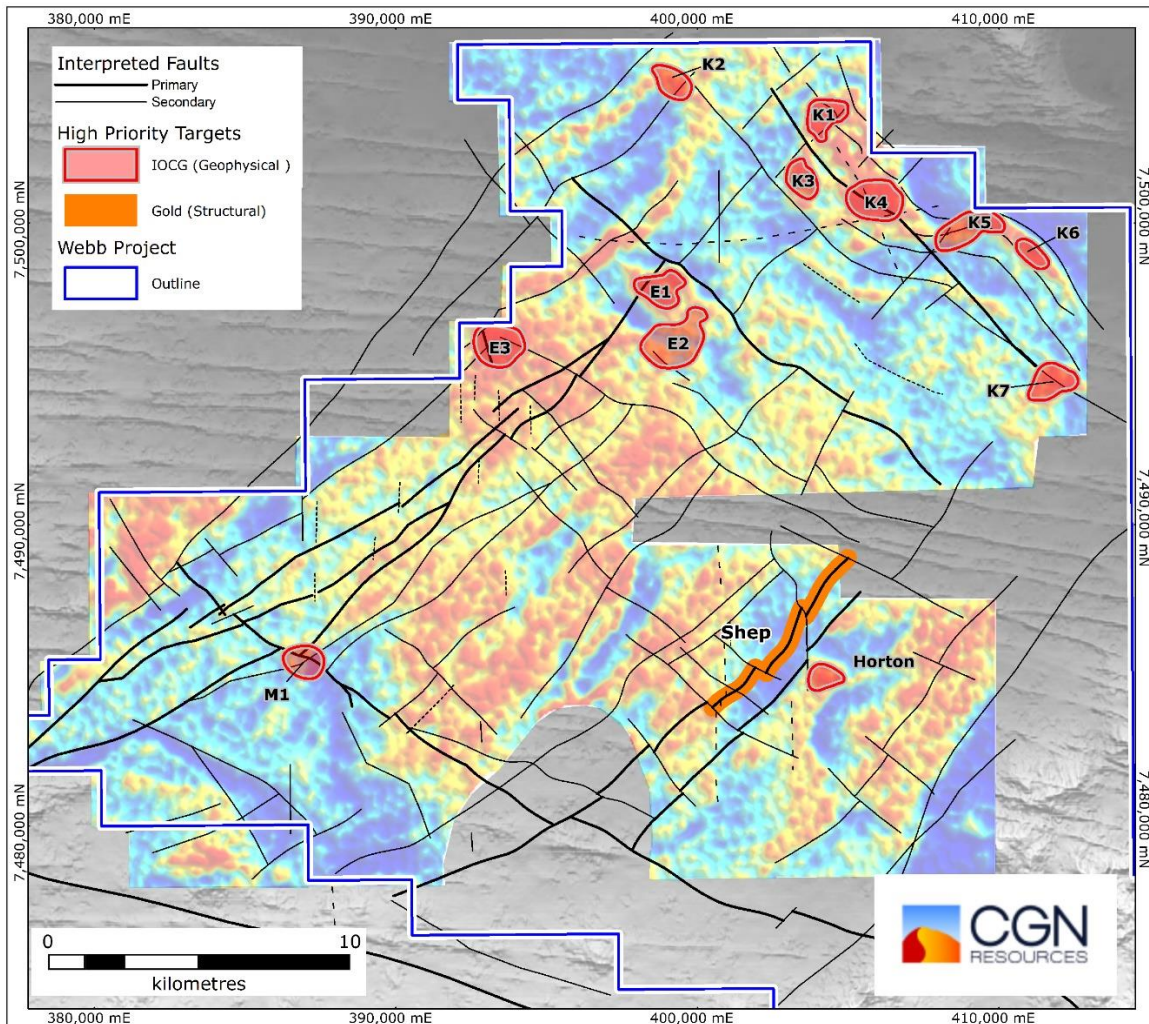 380,000 mE
390,000 mE
400,000 mE
410,000 mE
Interpreted Faults
Primary
Secondary
High Priority Targets
IOCG (Geophysical )
Gold (Structural)
Webb Project
Outline
K2
K1
K3
K4
K5
K6
7,500,000 mN
7,500,000 mN
E1
E2
E3
K7
7,490,000 mN
7,490,000 mN
Shep
Horton
M1
7,480,000 mN
7,480,000 mN
0
10
kilometres
CGN
RESOURCES
380,000 mE
390,000 mE
400,000 mE
410,000 mE